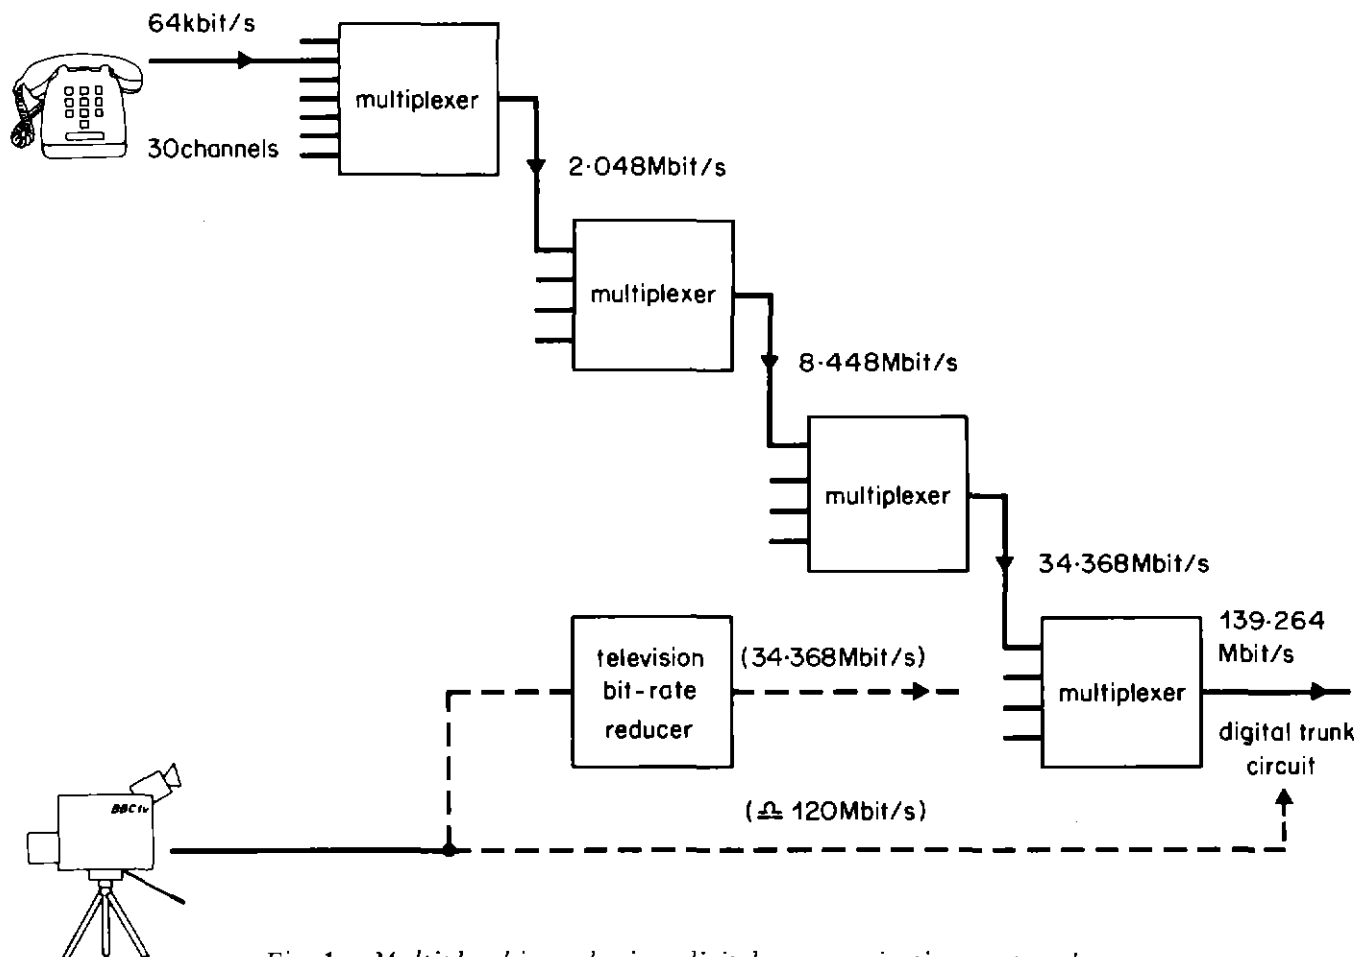 64kbit/s
30channels
multiplexer
2·048Mbit/s
multiplexer
8·448Mbit/s
multiplexer
34·368Mbit/s
139·264
Mbit/s
multiplexer
digital trunk
circuit
television
bit-rate
reducer
(34·368Mbit/s)
(≏ 120Mbit/s)
BBCtv